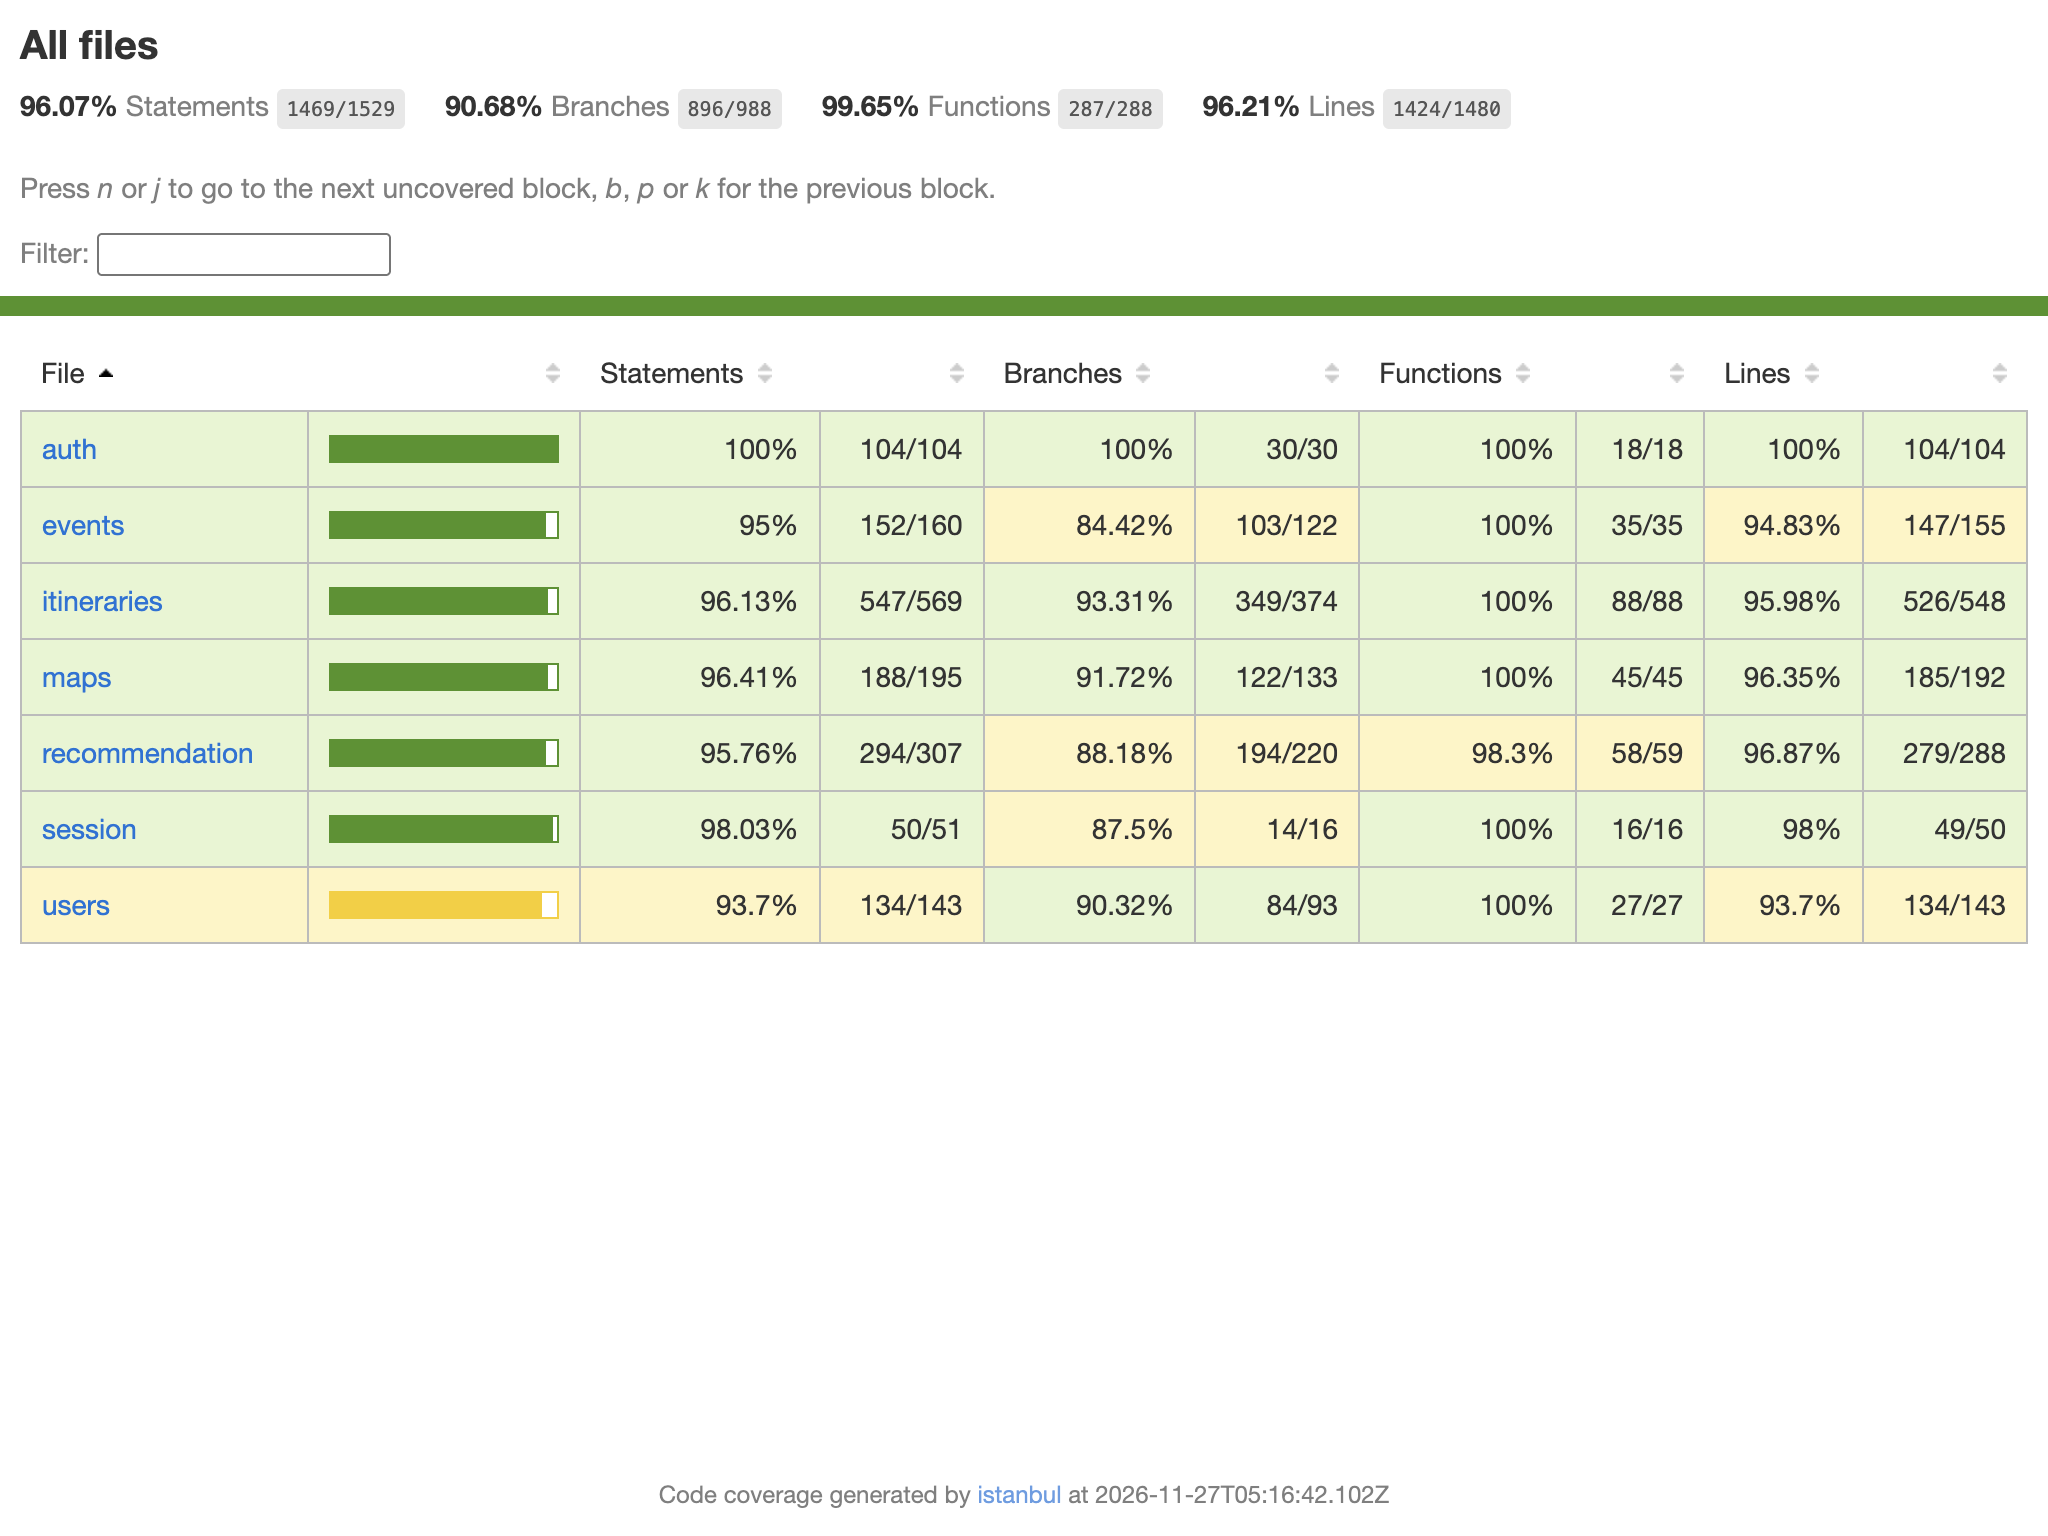 All files
96.07% Statements 1469/1529 90.68% Branches 896/988 99.65% Functions 287/288 96.21% Lines 1424/1480
Press n or j to go to the next uncovered block, b, p or k for the previous block.
Filter:
File Statements Branches Functions Lines
auth 100% 104/104 100% 30/30 100% 18/18 100% 104/104
events 95% 152/160 84.42% 103/122 100% 35/35 94.83% 147/155
itineraries 96.13% 547/569 93.31% 349/374 100% 88/88 95.98% 526/548
maps 96.41% 188/195 91.72% 122/133 100% 45/45 96.35% 185/192
recommendation 95.76% 294/307 88.18% 194/220 98.3% 58/59 96.87% 279/288
session 98.03% 50/51 87.5% 14/16 100% 16/16 98% 49/50
users 93.7% 134/143 90.32% 84/93 100% 27/27 93.7% 134/143
Code coverage generated by istanbul at 2026-11-27T05:16:42.102Z